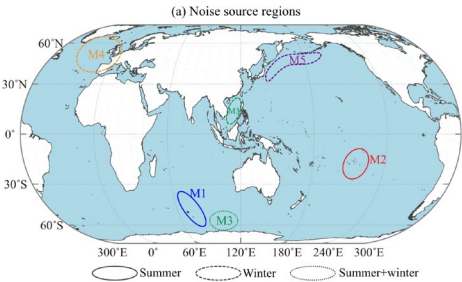 (a) Noise source regions
60°N
M4
M5
30°N
0°
M2
30°S
M1
M3
60°S
300°E 0° 60°E 120°E 180°E 240°E 300°E
Summer Winter Summer+winter